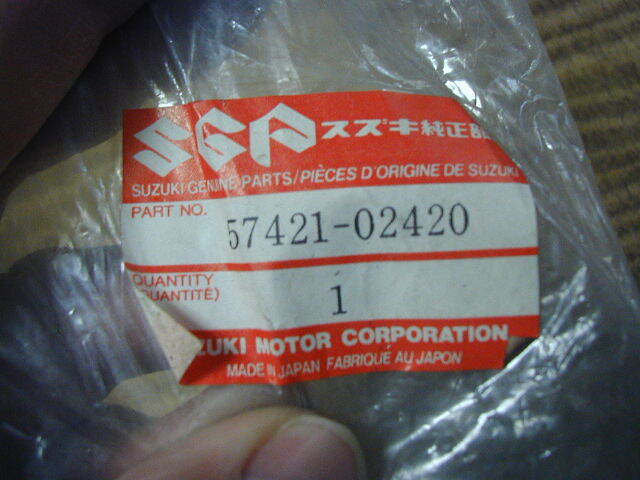 SGP スズキ純正部
SUZUKI GENUINE PARTS/PIÈCES D'ORIGINE DE SUZUKI
PART NO. 57421-02420
QUANTITY 1
QUANTITÉ)
ZUKI MOTOR CORPORATION
MADE IN JAPAN FABRIQUÉ AU JAPON